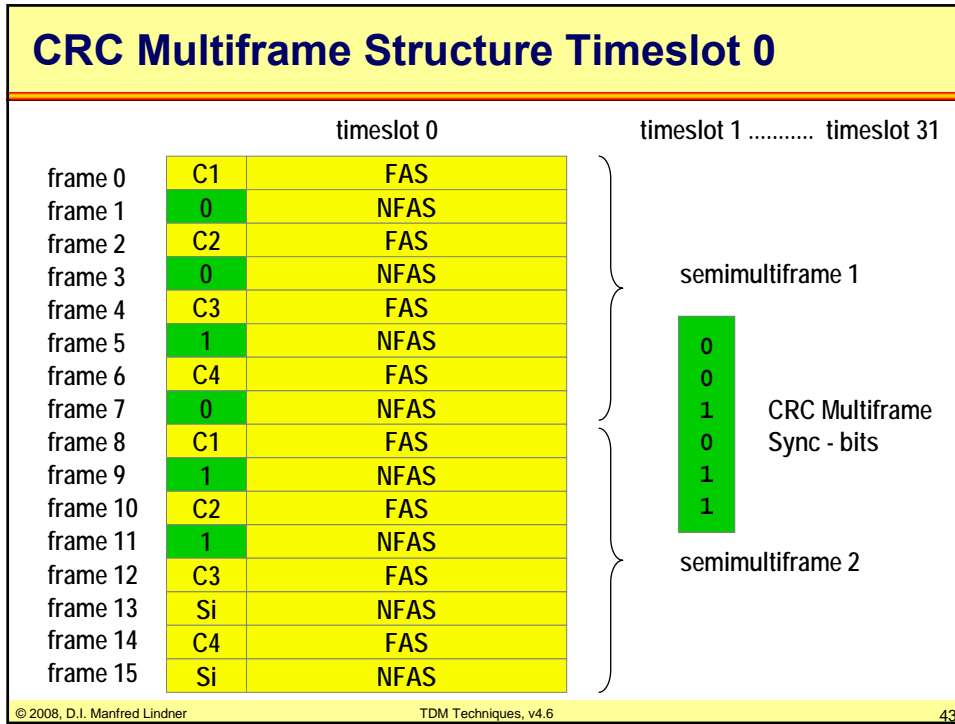 CRC Multiframe Structure Timeslot 0
timeslot 0
timeslot 1 ........... timeslot 31
frame 0 C1 FAS
frame 1 0 NFAS
frame 2 C2 FAS
frame 3 0 NFAS
frame 4 C3 FAS
frame 5 1 NFAS
frame 6 C4 FAS
frame 7 0 NFAS
frame 8 C1 FAS
frame 9 1 NFAS
frame 10 C2 FAS
frame 11 1 NFAS
frame 12 C3 FAS
frame 13 Si NFAS
frame 14 C4 FAS
frame 15 Si NFAS
semimultiframe 1
0
0
1
0
1
1
CRC Multiframe
Sync - bits
semimultiframe 2
© 2008, D.I. Manfred Lindner
TDM Techniques, v4.6
43